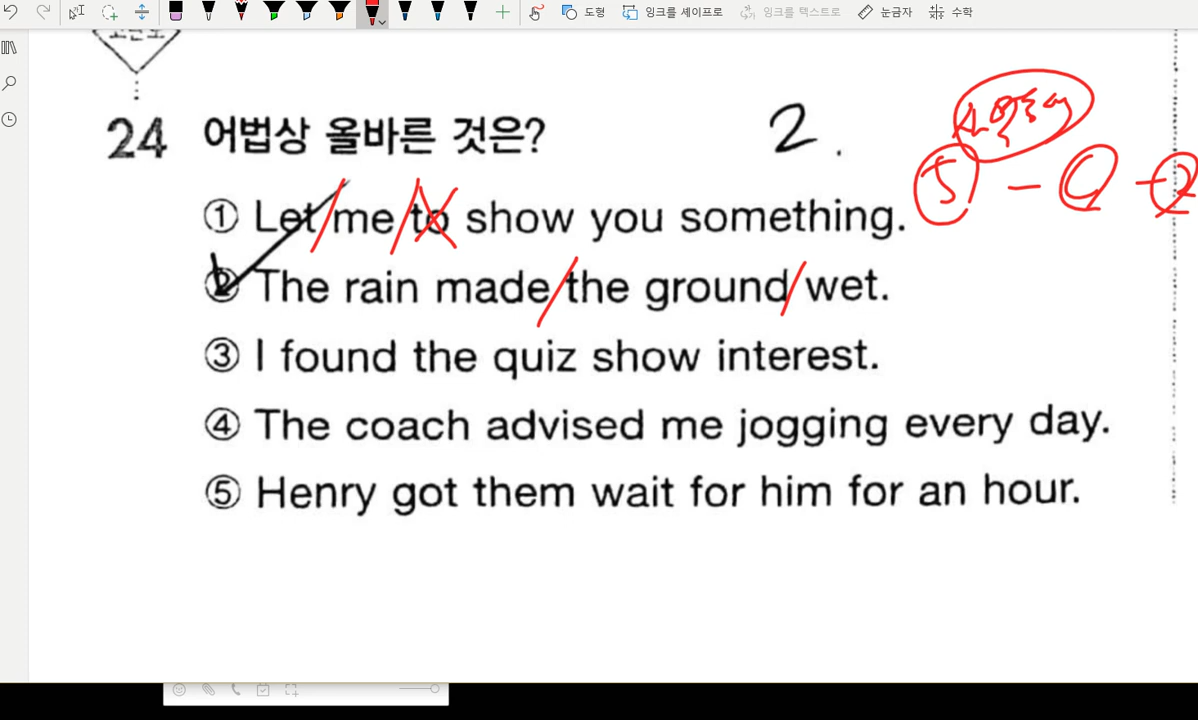 도형 잉크를 셰이프로 잉크를 텍스트로 눈금자 수학
24 어법상 올바른 것은? 2.
5 - 9 - 2
① Let me to show you something.
② The rain made the ground wet.
③ I found the quiz show interest.
④ The coach advised me jogging every day.
⑤ Henry got them wait for him for an hour.